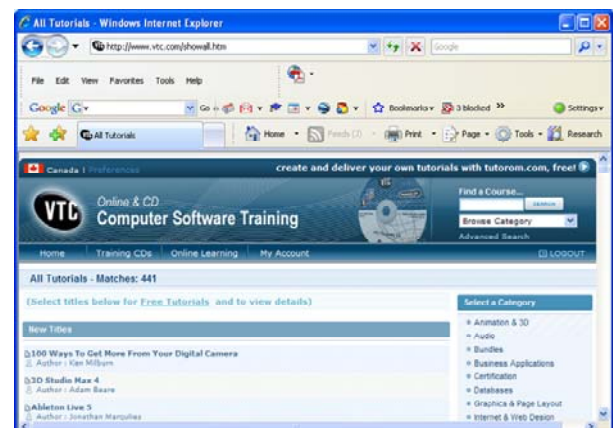 All Tutorials - Windows Internet Explorer
http://www.vtc.com/showall.htm
Google
File Edit View Favorites Tools Help
Google G Go Bookmarks 3 blocked Settings
All Tutorials Home Feeds Print Page Tools Research
Canada | Preferences create and deliver your own tutorials with tutorom.com, free!
VTC
Online & CD
Computer Software Training
Find a Course...
SEARCH
Browse Category
Advanced Search
Home Training CDs Online Learning My Account LOGOUT
All Tutorials - Matches: 441
(Select titles below for Free Tutorials and to view details)
New Titles
100 Ways To Get More From Your Digital Camera
Author : Ken Milburn
3D Studio Max 4
Author : Adam Beare
Ableton Live 5
Author : Jonathan Margulies
Select a Category
Animation & 3D
Audio
Bundles
Business Applications
Certification
Databases
Graphics & Page Layout
Internet & Web Design